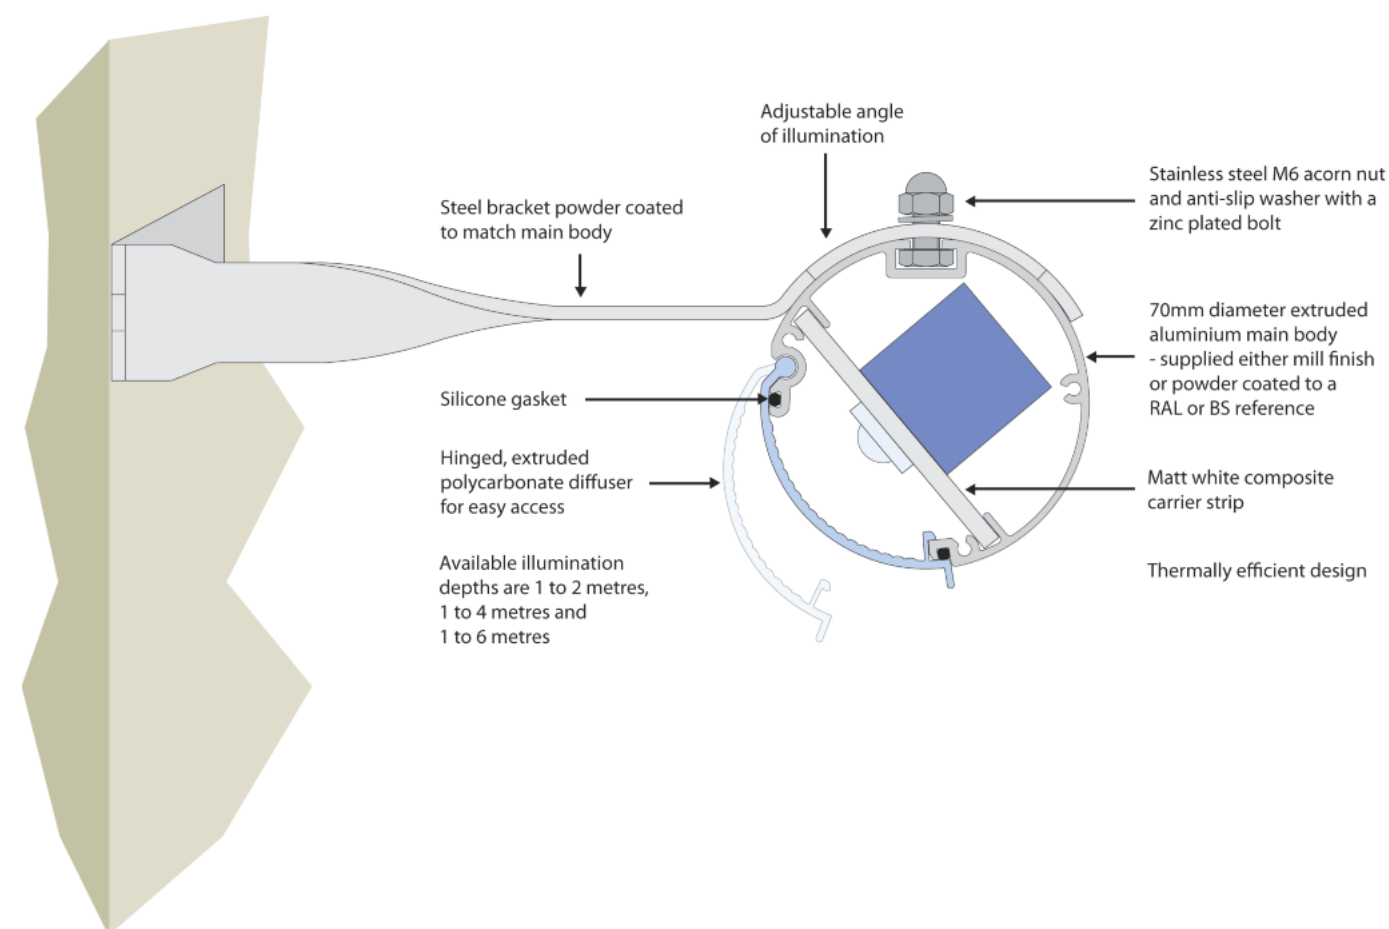 Adjustable angle
of illumination
Stainless steel M6 acorn nut
and anti-slip washer with a
zinc plated bolt
Steel bracket powder coated
to match main body
70mm diameter extruded
aluminium main body
- supplied either mill finish
or powder coated to a
RAL or BS reference
Silicone gasket
Hinged, extruded
polycarbonate diffuser
for easy access
Matt white composite
carrier strip
Available illumination
depths are 1 to 2 metres,
1 to 4 metres and
1 to 6 metres
Thermally efficient design